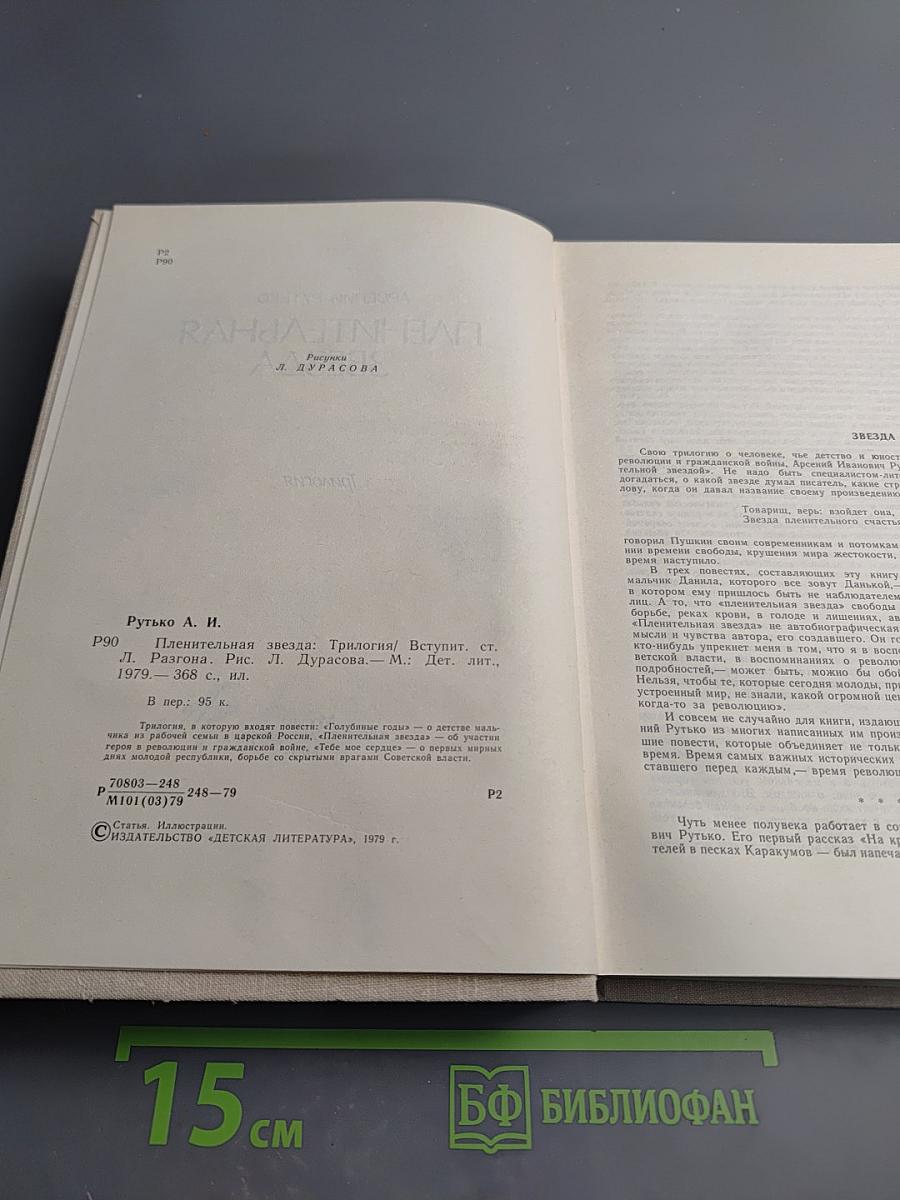 Р2
Р90
Рисунки
Л. ДУРАСОВА
Рутько А. И.
Р90 Пленительная звезда: Трилогия/ Вступит. ст.
Л. Разгона. Рис. Л. Дурасова.— М.: Дет. лит.,
1979.— 368 с., ил.
В пер.: 95 к.
Трилогия, в которую входят повести: «Голубиные годы» — о детстве маль-
чика из рабочей семьи в царской России, «Пленительная звезда» — об участии
героя в революции и гражданской войне, «Тебе мое сердце» — о первых мирных
днях молодой республики, борьбе со скрытыми врагами Советской власти.
Р 70803—248
М101(03)79 248—79
Р2
© Статья. Иллюстрации.
ИЗДАТЕЛЬСТВО «ДЕТСКАЯ ЛИТЕРАТУРА», 1979 г.
ЗВЕЗДА
Свою трилогию о человеке, чье детство и юност
революции и гражданской войны, Арсений Иванович Ру
тельной звездой». Не надо быть специалистом-лит
догадаться, о какой звезде думал писатель, какие стр
лову, когда он давал название своему произведению
Товарищ, верь: взойдет она,
Звезда пленительного счастья
говорил Пушкин своим современникам и потомкам
нии времени свободы, крушения мира жестокости,
время наступило.
В трех повестях, составляющих эту книгу
мальчик Данила, которого все зовут Данькой,—
в котором ему пришлось быть не наблюдателем
лиц. А то, что «пленительная звезда» свободы
борьбе, реках крови, в голоде и лишениях, ав
«Пленительная звезда» не автобиографическая
мысли и чувства автора, его создавшего. Он го
кто-нибудь упрекнет меня в том, что я в воспо
ветской власти, в воспоминаниях о революц
подробностей,— может быть, можно бы обой
Нельзя, чтобы те, которые сегодня молоды, при
устроенный мир, не знали, какой огромной цен
когда-то за революцию».
И совсем не случайно для книги, издающ
ний Рутько из многих написанных им произ
шие повести, которые объединяет не тольк
время. Время самых важных исторических
ставшего перед каждым,— время революц
* * *
Чуть менее полувека работает в со
вич Рутько. Его первый рассказ «На кр
телей в песках Каракумов — был напеча
15 см
БФ БИБЛИОФАН